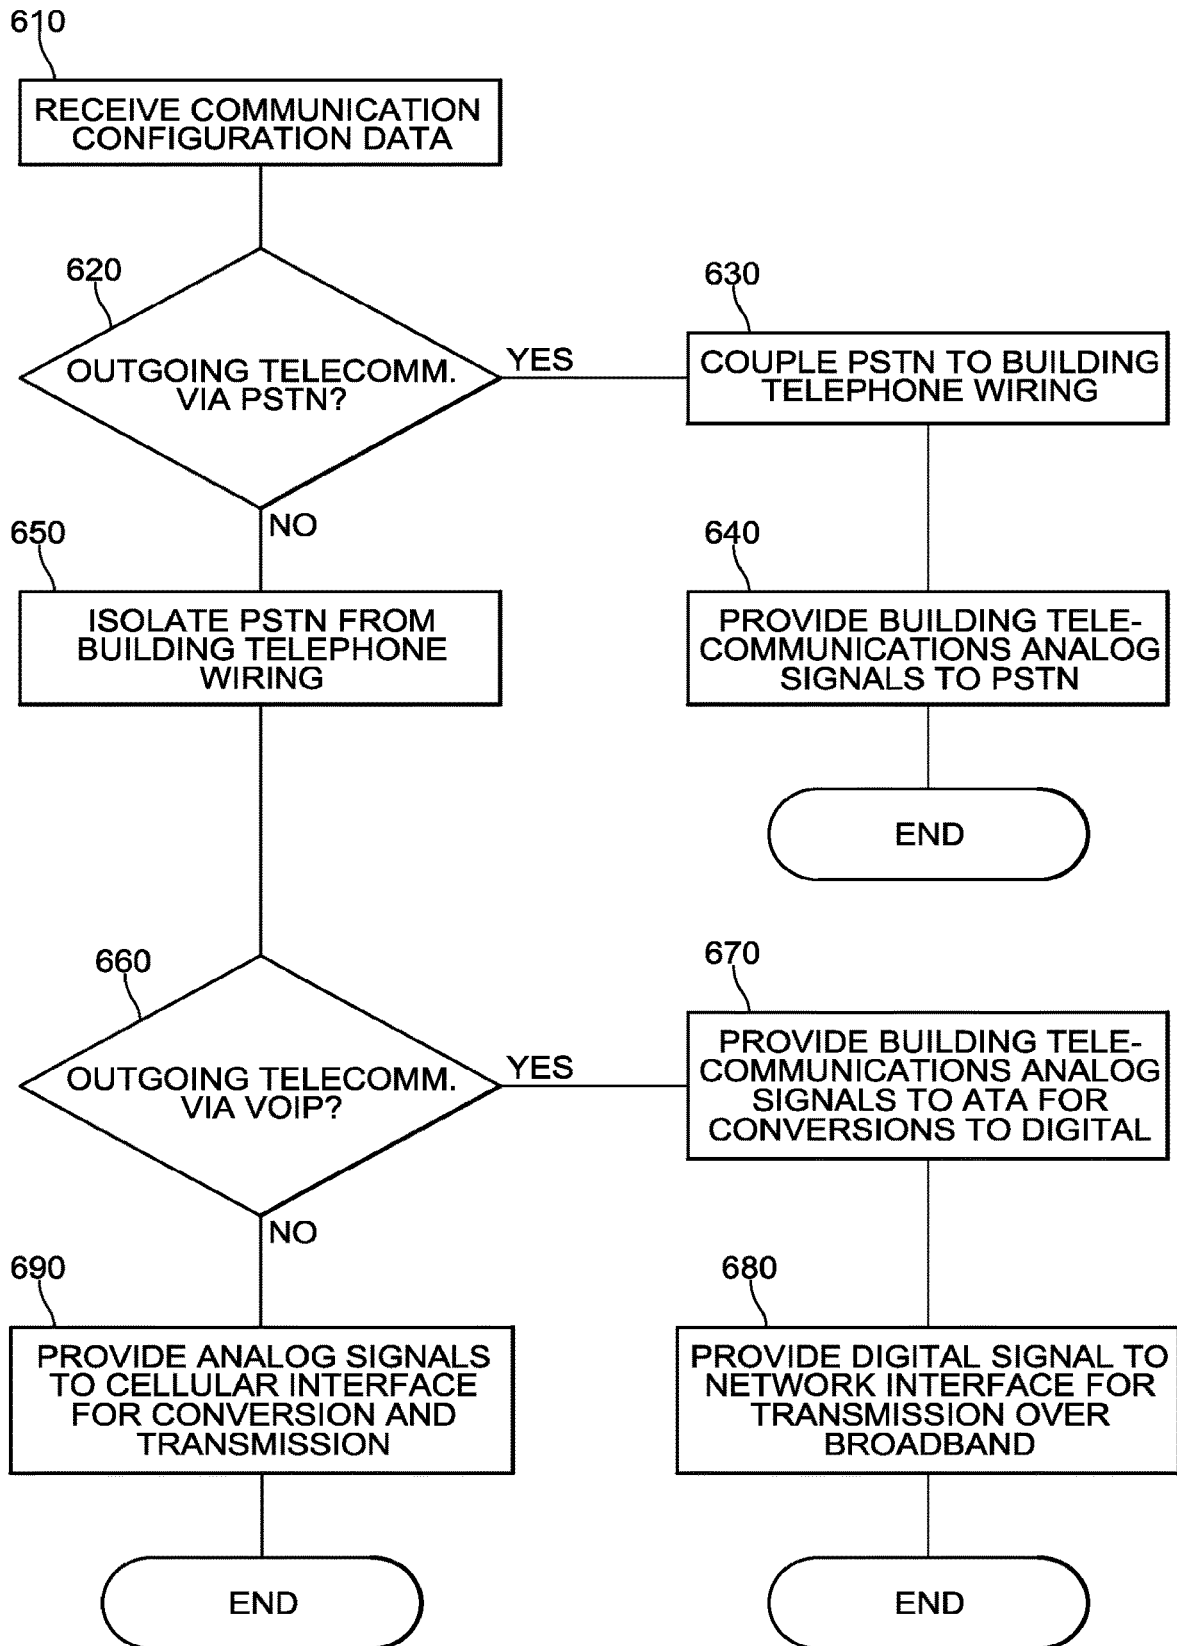 610
RECEIVE COMMUNICATION
CONFIGURATION DATA
620
OUTGOING TELECOMM.
VIA PSTN?
YES
NO
630
COUPLE PSTN TO BUILDING
TELEPHONE WIRING
640
PROVIDE BUILDING TELE-
COMMUNICATIONS ANALOG
SIGNALS TO PSTN
END
650
ISOLATE PSTN FROM
BUILDING TELEPHONE
WIRING
660
OUTGOING TELECOMM.
VIA VOIP?
YES
NO
670
PROVIDE BUILDING TELE-
COMMUNICATIONS ANALOG
SIGNALS TO ATA FOR
CONVERSIONS TO DIGITAL
680
PROVIDE DIGITAL SIGNAL TO
NETWORK INTERFACE FOR
TRANSMISSION OVER
BROADBAND
END
690
PROVIDE ANALOG SIGNALS
TO CELLULAR INTERFACE
FOR CONVERSION AND
TRANSMISSION
END